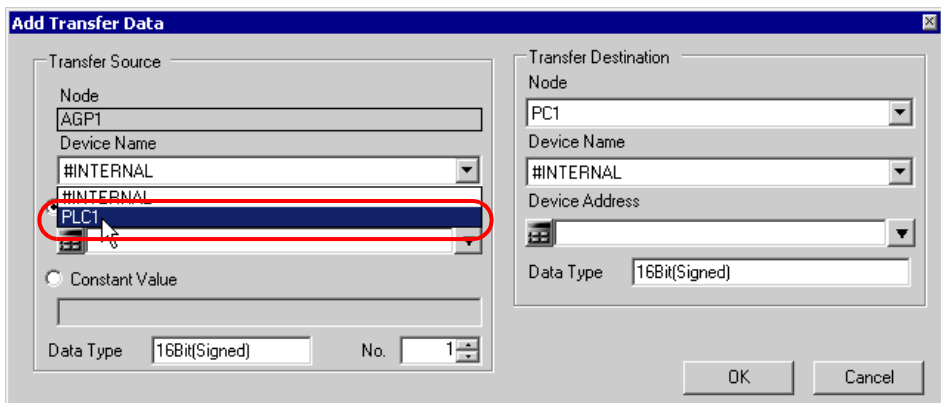 Add Transfer Data
Transfer Source
Node
AGP1
Device Name
#INTERNAL
#INTERNAL
PLC1
Constant Value
Data Type 16Bit(Signed) No. 1
Transfer Destination
Node
PC1
Device Name
#INTERNAL
Device Address
Data Type 16Bit(Signed)
OK Cancel